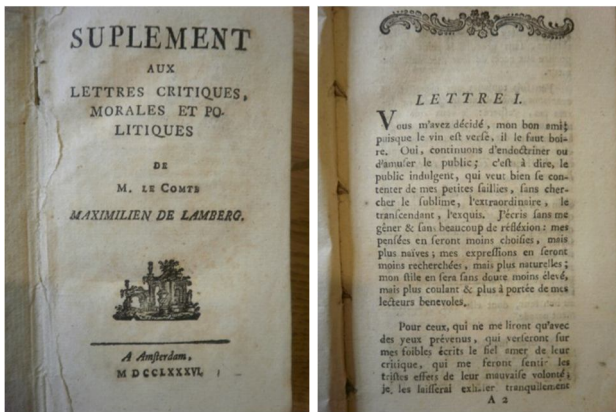 SUPLEMENT
AUX
LETTRES CRITIQUES,
MORALES ET PO-
LITIQUES
DE
M. LE COMTE
MAXIMILIEN DE LAMBERG.
A Amsterdam,
MDCCLXXXVI.
LETTRE I.
Vous m'avez décidé, mon bon ami;
puisque le vin est versé, il le faut boi-
re. Oui, continuons d'endoctriner ou
d'amuser le public; c'est à dire, le
public indulgent, qui veut bien se con-
tenter de mes petites saillies, sans cher-
cher le sublime, l'extraordinaire, le
transcendant, l'exquis. J'écris sans me
gêner & sans beaucoup de réfléxion: mes
pensées en seront moins choisies, mais
plus naives; mes expressions en seront
moins recherchées, mais plus naturelles;
mon stile en sera sans doute moins élevé,
mais plus coulant & plus à portée de mes
lecteurs benevoles.
Pour ceux, qui ne me liront qu'avec
des yeux prévenus, qui verseront sur
mes foibles écrits le fiel amer de leur
critique, qui me feront sentir les
tristes effets de leur mauvaise volonté;
je les laisserai exhaler tranquilement
A 2